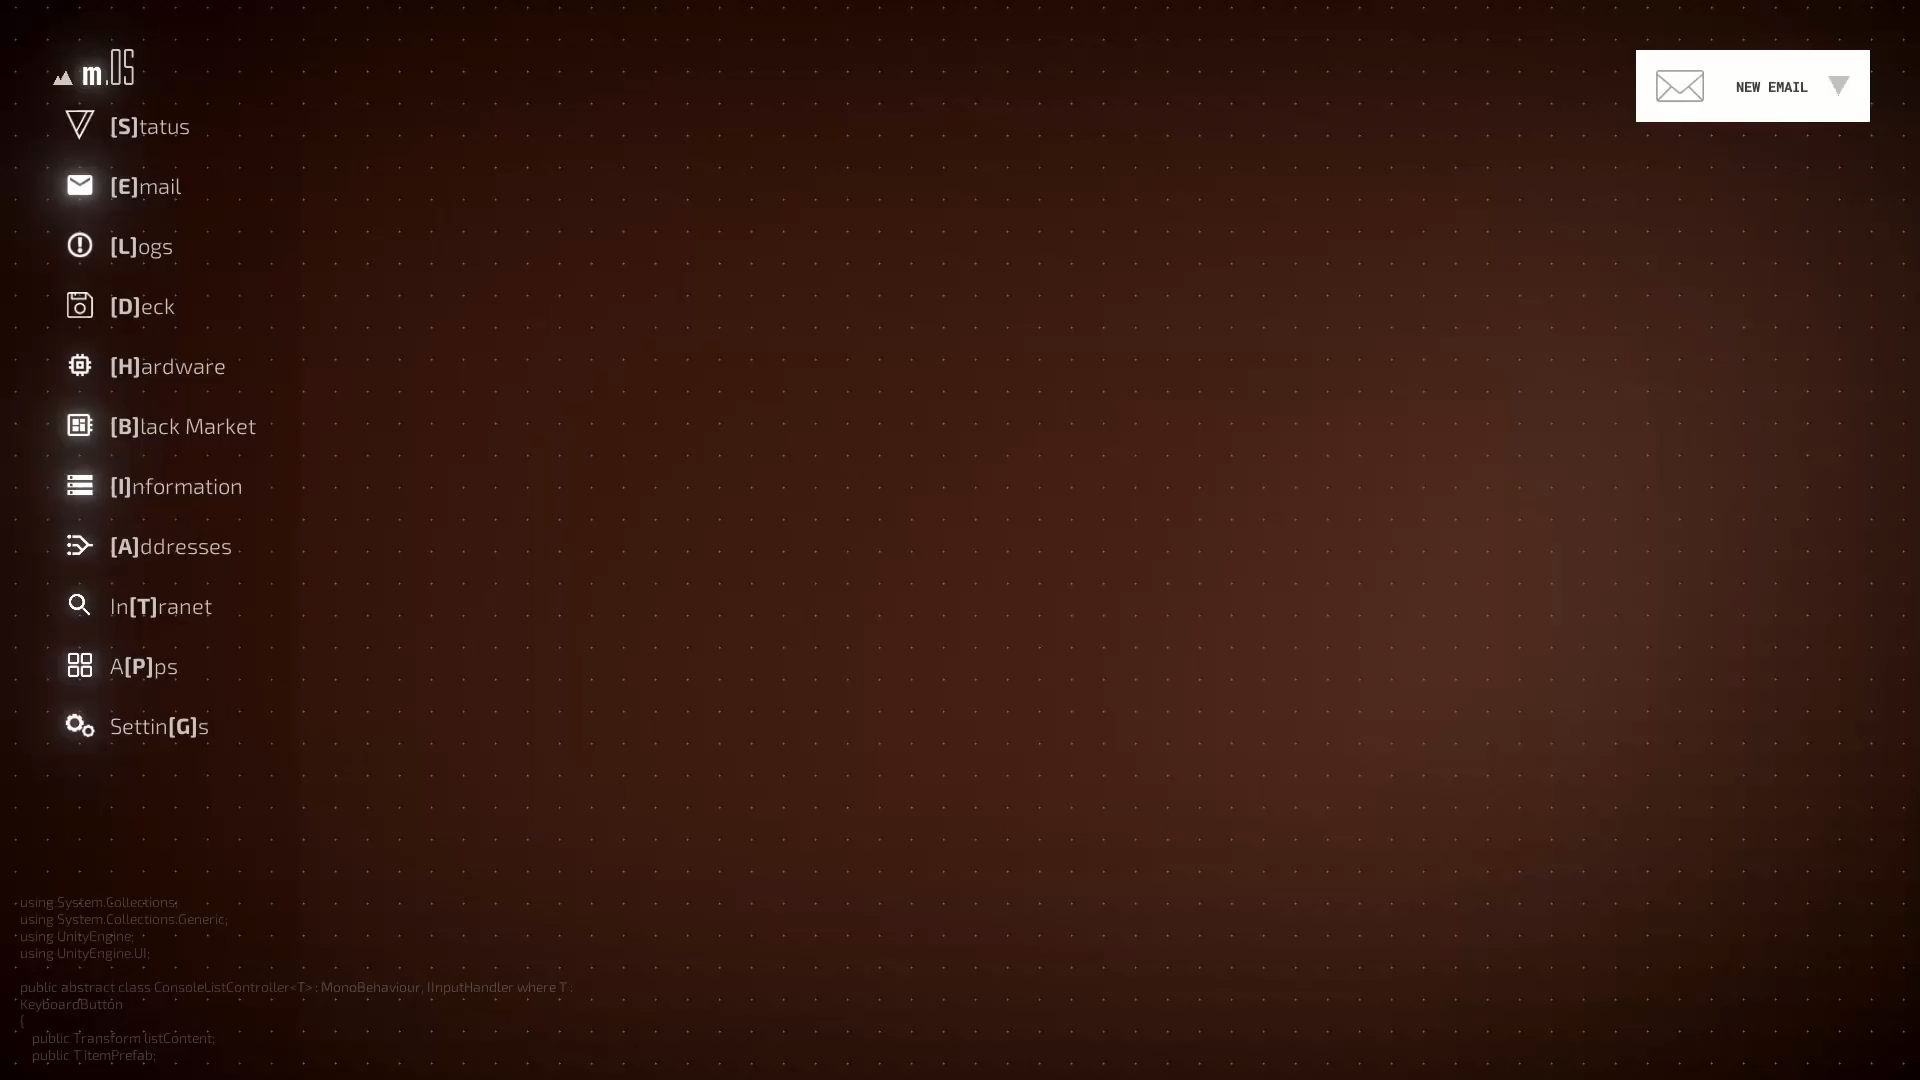 m.OS
NEW EMAIL
[S]tatus
[E]mail
[L]ogs
[D]eck
[H]ardware
[B]lack Market
[I]nformation
[A]ddresses
In[T]ranet
A[P]ps
Settin[G]s
using System.Collections;
using System.Collections.Generic;
using UnityEngine;
using UnityEngine.UI;
public abstract class ConsoleListController<T> : MonoBehaviour, IInputHandler where T :
KeyboardButton
{
public Transform listContent;
public T itemPrefab;